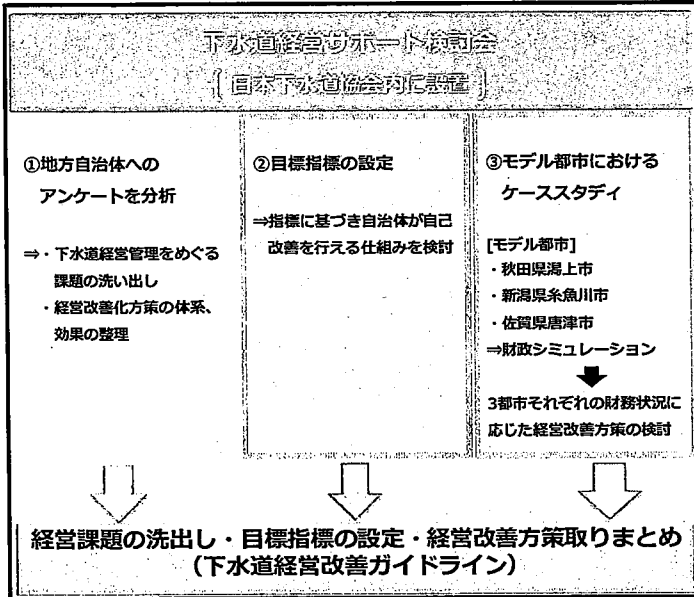 下水道経営サポート検討会
[日本下水道協会内に設置]
①地方自治体への
アンケートを分析
⇒・下水道経営管理をめぐる
課題の洗い出し
・経営改善化方策の体系、
効果の整理
②目標指標の設定
⇒指標に基づき自治体が自己
改善を行える仕組みを検討
③モデル都市における
ケーススタディ
[モデル都市]
・秋田県潟上市
・新潟県糸魚川市
・佐賀県唐津市
⇒財政シミュレーション
3都市それぞれの財務状況に
応じた経営改善方策の検討
経営課題の洗出し・目標指標の設定・経営改善方策取りまとめ
（下水道経営改善ガイドライン）